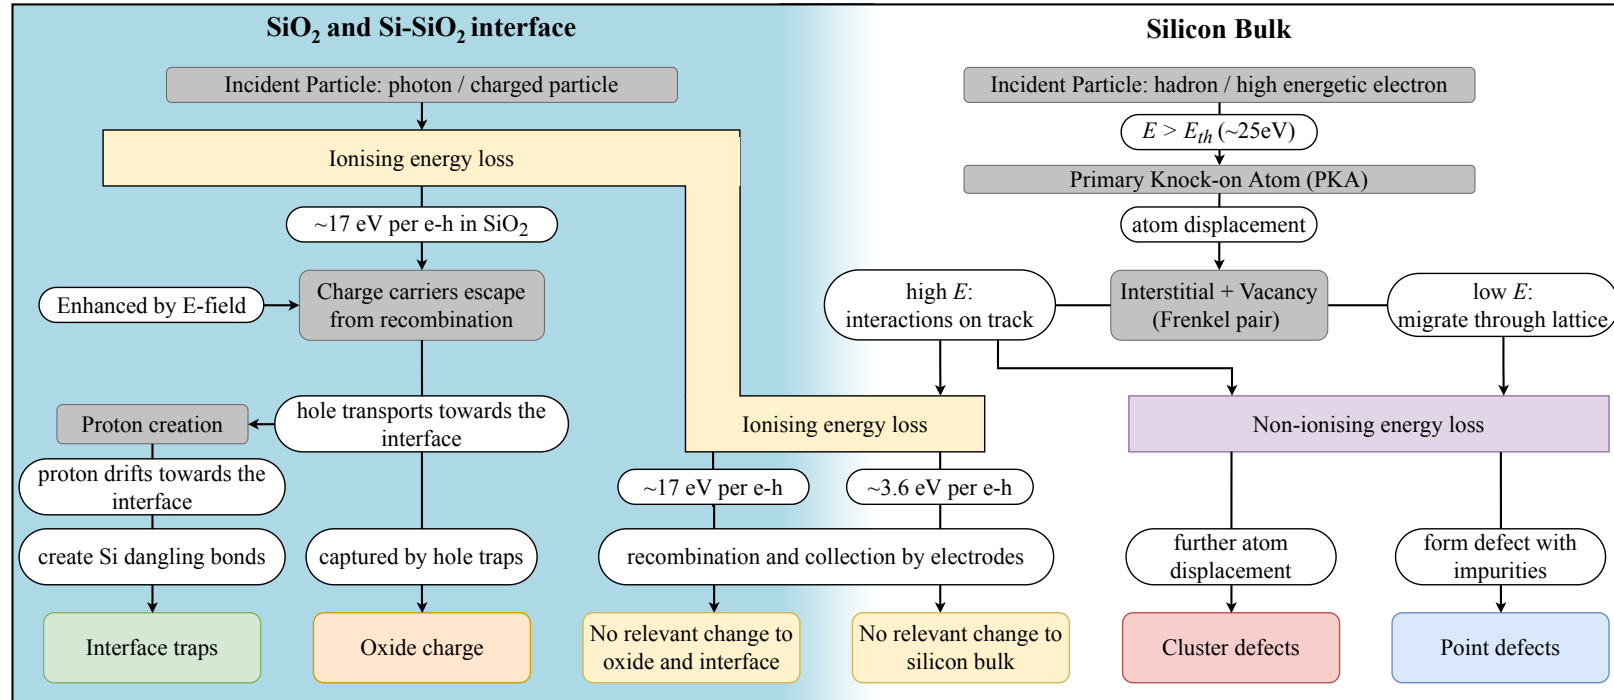 SiO₂ and Si-SiO₂ interface
Silicon Bulk
Incident Particle: photon / charged particle
Incident Particle: hadron / high energetic electron
E > Eₜₕ (~25eV)
Ionising energy loss
Primary Knock-on Atom (PKA)
~17 eV per e-h in SiO₂
atom displacement
Enhanced by E-field
Charge carriers escape
from recombination
high E:
interactions on track
Interstitial + Vacancy
(Frenkel pair)
low E:
migrate through lattice
Proton creation
hole transports towards the
interface
Ionising energy loss
Non-ionising energy loss
proton drifts towards the
interface
~17 eV per e-h
~3.6 eV per e-h
create Si dangling bonds
captured by hole traps
recombination and collection by electrodes
further atom
displacement
form defect with
impurities
Interface traps
Oxide charge
No relevant change to
oxide and interface
No relevant change to
silicon bulk
Cluster defects
Point defects